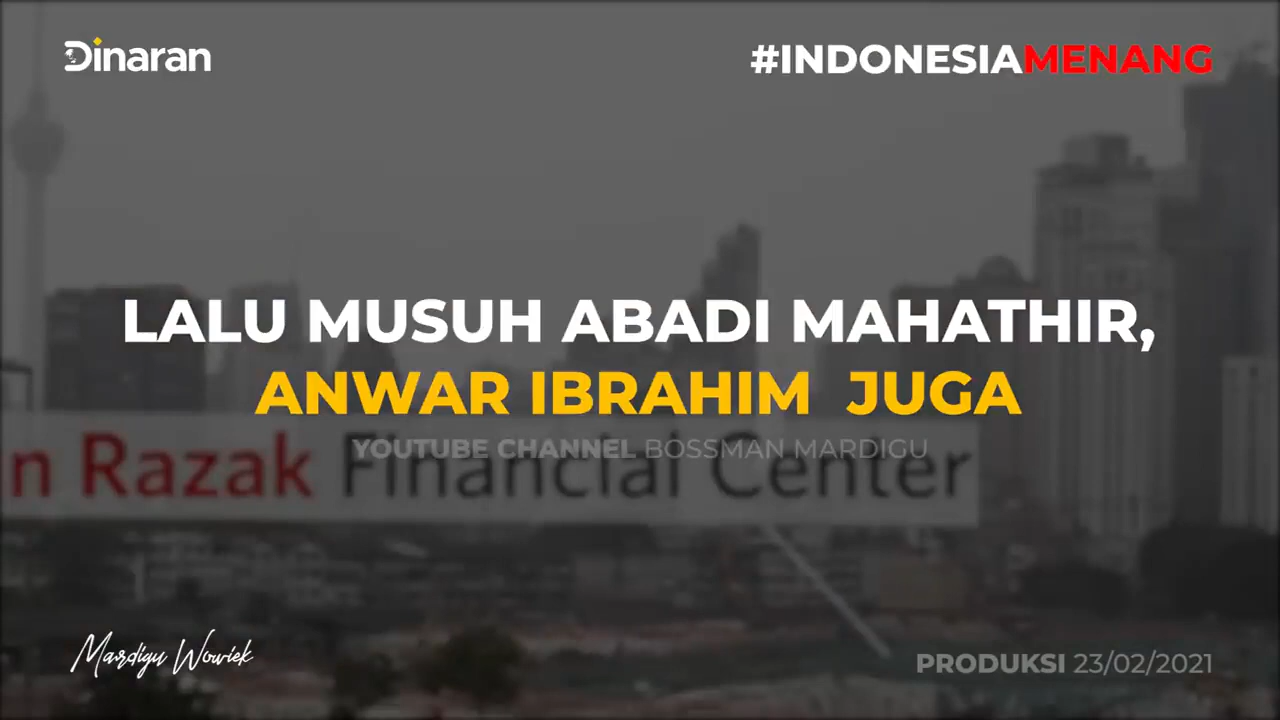 Dinaran
#INDONESIAMENANG
LALU MUSUH ABADI MAHATHIR,
ANWAR IBRAHIM JUGA
YOUTUBE CHANNEL BOSSMAN MARDIGU
n Razak Financial Center
Mardigu Wowiek
PRODUKSI 23/02/2021